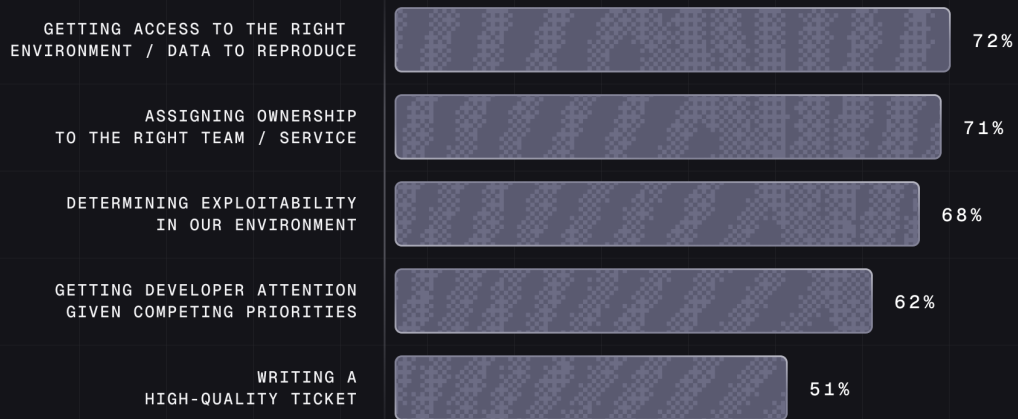 GETTING ACCESS TO THE RIGHT
ENVIRONMENT / DATA TO REPRODUCE
72%
ASSIGNING OWNERSHIP
TO THE RIGHT TEAM / SERVICE
71%
DETERMINING EXPLOITABILITY
IN OUR ENVIRONMENT
68%
GETTING DEVELOPER ATTENTION
GIVEN COMPETING PRIORITIES
62%
WRITING A
HIGH-QUALITY TICKET
51%